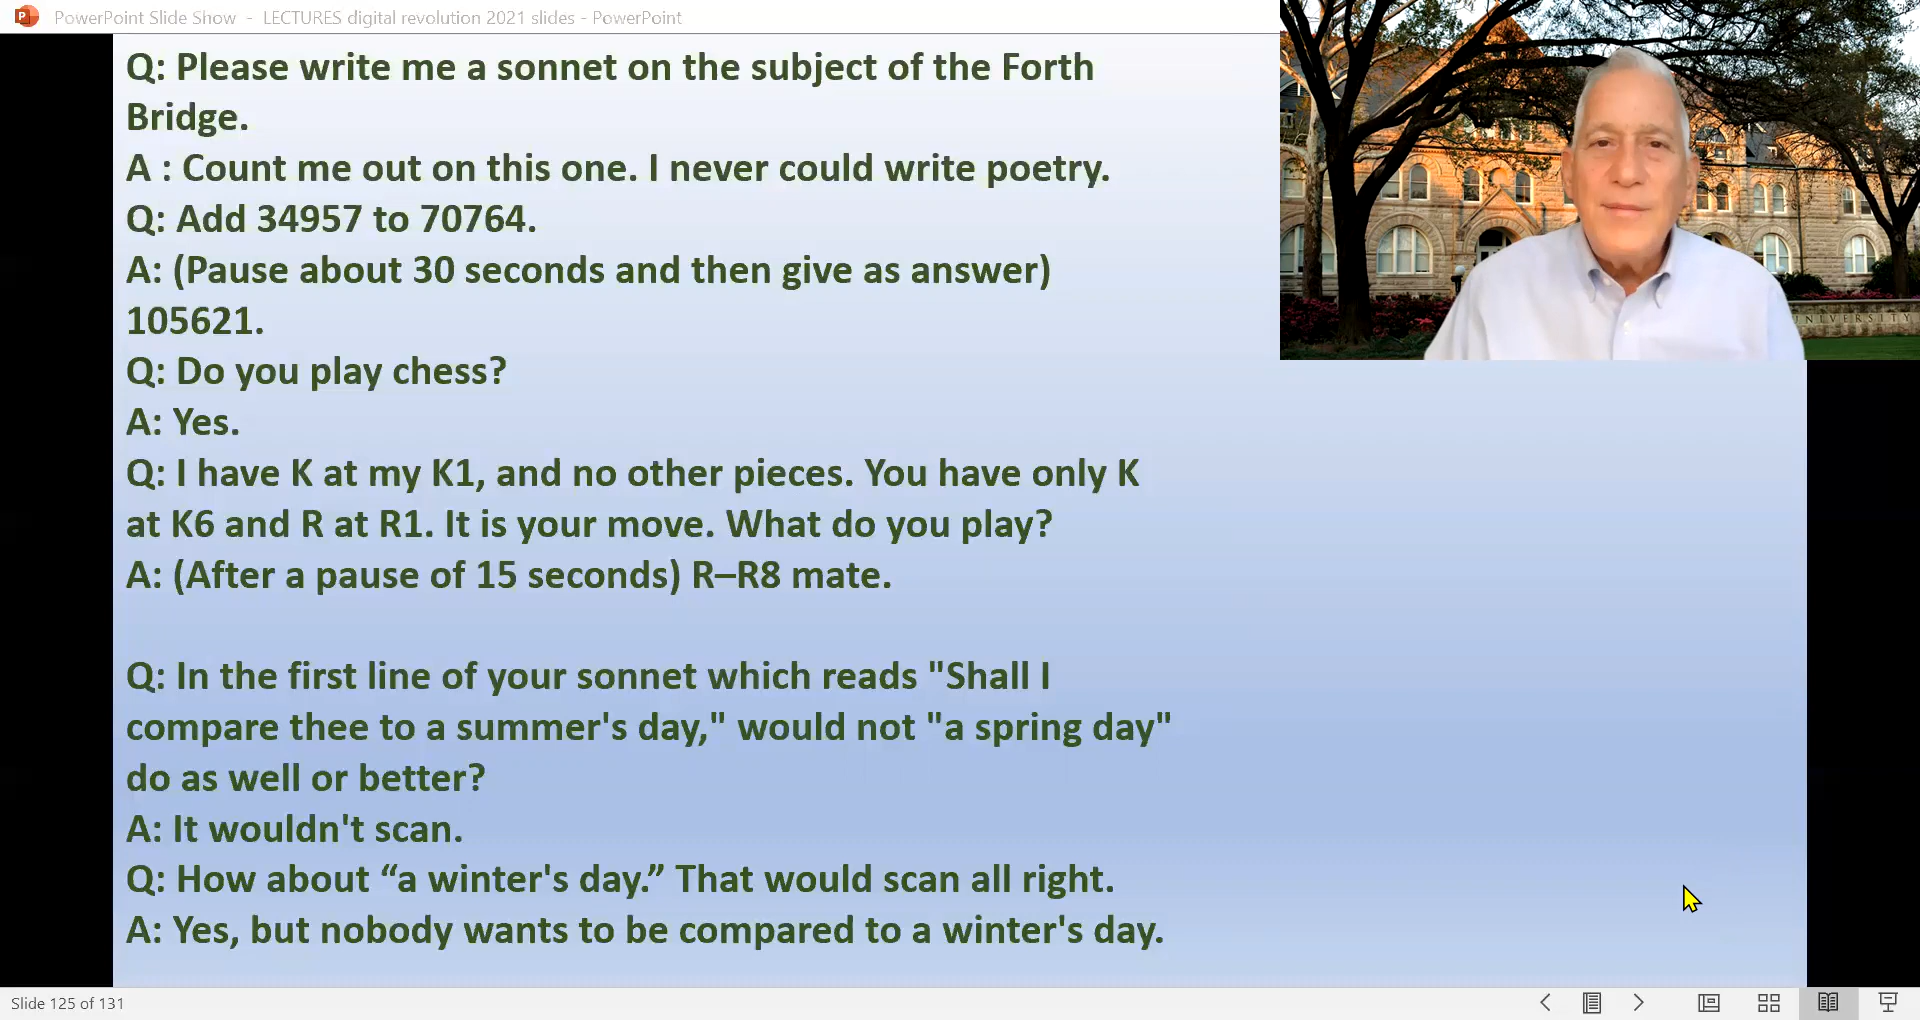 PowerPoint Slide Show - LECTURES digital revolution 2021 slides - PowerPoint
Q: Please write me a sonnet on the subject of the Forth
Bridge.
A : Count me out on this one. I never could write poetry.
Q: Add 34957 to 70764.
A: (Pause about 30 seconds and then give as answer)
105621.
Q: Do you play chess?
A: Yes.
Q: I have K at my K1, and no other pieces. You have only K
at K6 and R at R1. It is your move. What do you play?
A: (After a pause of 15 seconds) R–R8 mate.
Q: In the first line of your sonnet which reads "Shall I
compare thee to a summer's day," would not "a spring day"
do as well or better?
A: It wouldn't scan.
Q: How about “a winter's day.” That would scan all right.
A: Yes, but nobody wants to be compared to a winter's day.
UNIVERSITY
Slide 125 of 131